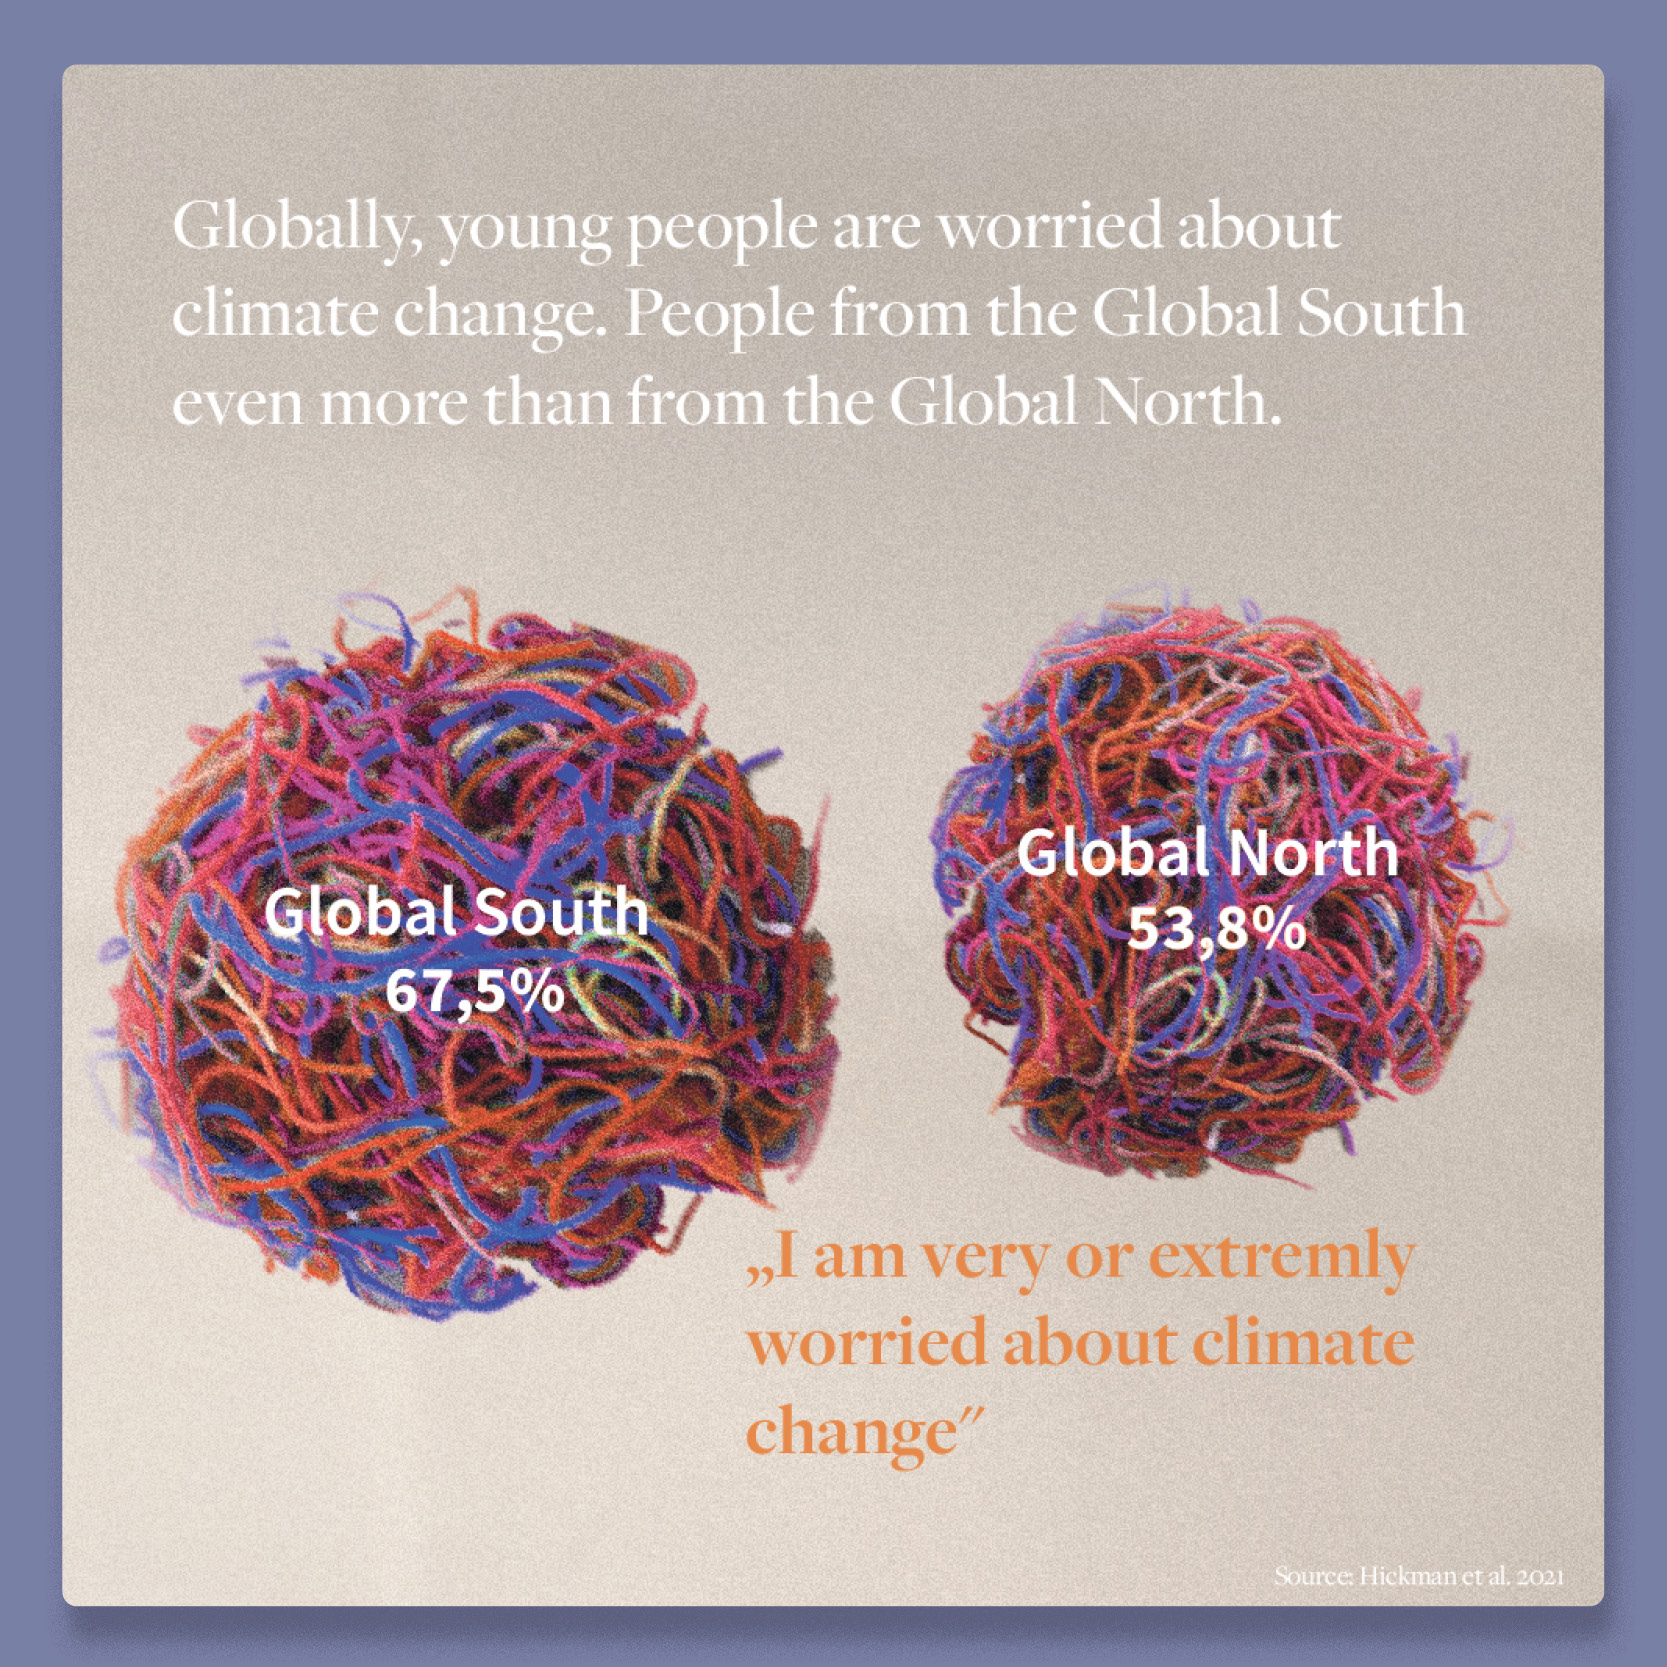 Globally, young people are worried about
climate change. People from the Global South
even more than from the Global North.
Global South
67,5%
Global North
53,8%
„I am very or extremly
worried about climate
change"
Source: Hickman et al. 2021